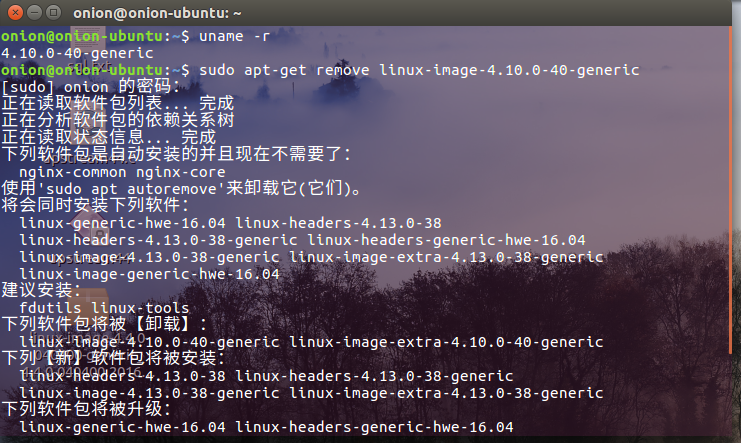 onion@onion-ubuntu: ~
onion@onion-ubuntu:~$ uname -r
4.10.0-40-generic
onion@onion-ubuntu:~$ sudo apt-get remove linux-image-4.10.0-40-generic
[sudo] onion 的密码：
正在读取软件包列表... 完成
正在分析软件包的依赖关系树
正在读取状态信息... 完成
下列软件包是自动安装的并且现在不需要了：
nginx-common nginx-core
使用'sudo apt autoremove'来卸载它(它们)。
将会同时安装下列软件：
linux-generic-hwe-16.04 linux-headers-4.13.0-38
linux-headers-4.13.0-38-generic linux-headers-generic-hwe-16.04
linux-image-4.13.0-38-generic linux-image-extra-4.13.0-38-generic
linux-image-generic-hwe-16.04
建议安装：
fdutils linux-tools
下列软件包将被【卸载】：
linux-image-4.10.0-40-generic linux-image-extra-4.10.0-40-generic
下列【新】软件包将被安装：
linux-headers-4.13.0-38 linux-headers-4.13.0-38-generic
linux-image-4.13.0-38-generic linux-image-extra-4.13.0-38-generic
下列软件包将被升级：
linux-generic-hwe-16.04 linux-headers-generic-hwe-16.04